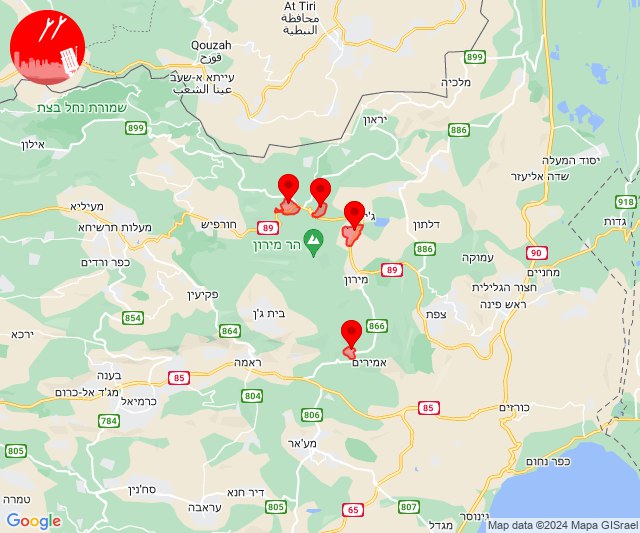 At Tiri
محافظة
النبطية
Qouzah
قوزح
עייתא א-שעב
عيتا الشعب
899
מלכיה
שמורת נחל בצת
899
יראון
886
אילון
יסוד המעלה
שדה אליעזר
918
מעיליא
ג'י
גדות
מעלות תרשיחא
חורפיש
89
דלתון
הר מירון
886
90
כפר ורדים
עמוקה
89
מחניים
מירון
חצור הגלילית
פקיעין
ראש פינה
854
בית ג'ן
צפת
864
866
ירכא
ראמה
אמירים
בענה
85
מג'ד אל-כרום
804
כרמיאל
85
כורזים
806
784
מע'אר
805
כפר נחום
סח'נין
דיר חנא
טמרה
805
עראבה
807
65
גינוסר
מגדל
Google
Map data ©2024 Mapa GISrael